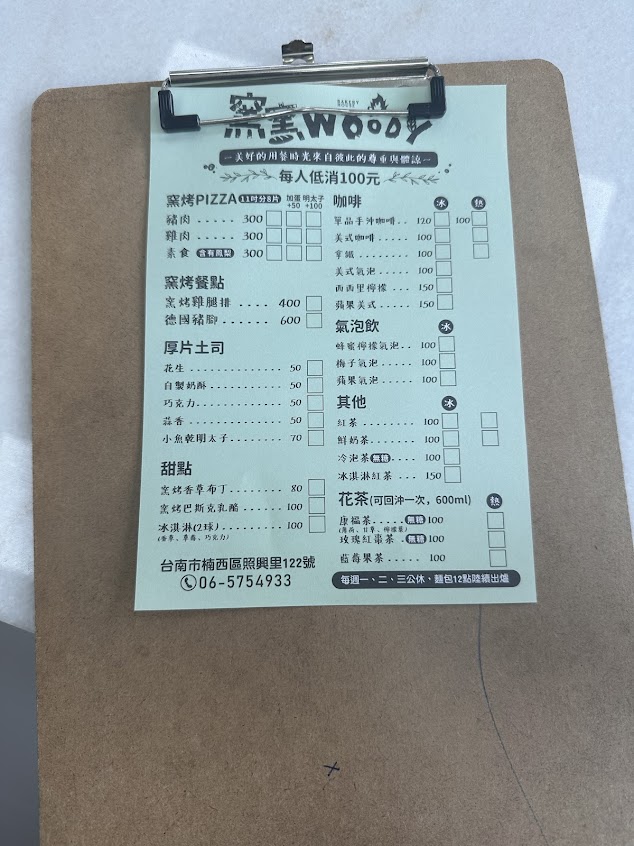 窯窯WOODY
BAKERY
HOUSE
美好的用餐時光來自彼此的尊重與體諒
每人低消100元
窯烤PIZZA 11吋分8片 加蛋+50 明太子+100
豬肉.....300
雞肉.....300
素食 含有鳳梨 300
窯烤餐點
窯烤雞腿排....400
德國豬腳......600
厚片土司
花生..............50
自製奶酥..........50
巧克力............50
蒜香..............50
小魚乾明太子......70
甜點
窯烤香草布丁........80
窯烤巴斯克乳酪......100
冰淇淋(2球)........100
(香草、草莓、巧克力)
台南市楠西區照興里122號
06-5754933
咖啡 冰 熱
單品手沖咖啡..120 100
美式咖啡.....100
拿鐵........100
美式氣泡.....100
西西里檸檬...150
蘋果美式.....150
氣泡飲 冰
蜂蜜檸檬氣泡..100
梅子氣泡.....100
蘋果氣泡.....100
其他 冰
紅茶........100
鮮奶茶......100
冷泡茶 無糖....100
冰淇淋紅茶...150
花茶(可回沖一次，600ml) 熱
康福茶.....無糖 100
(薄荷、甘草、檸檬葉)
玫瑰紅棗茶.無糖 100
藍莓果茶...100
每週一、二、三公休、麵包12點陸續出爐